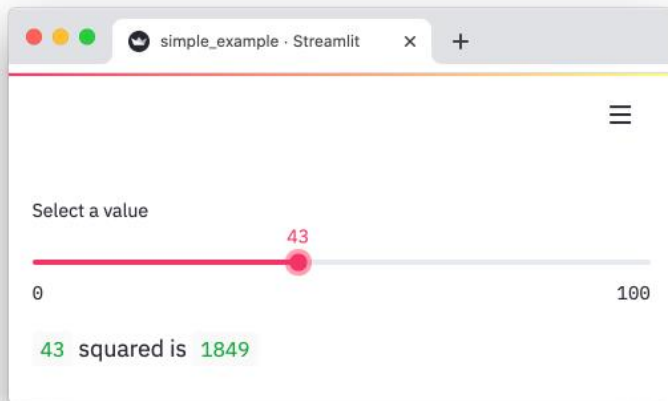 simple_example · Streamlit
Select a value
43
0 100
43 squared is 1849